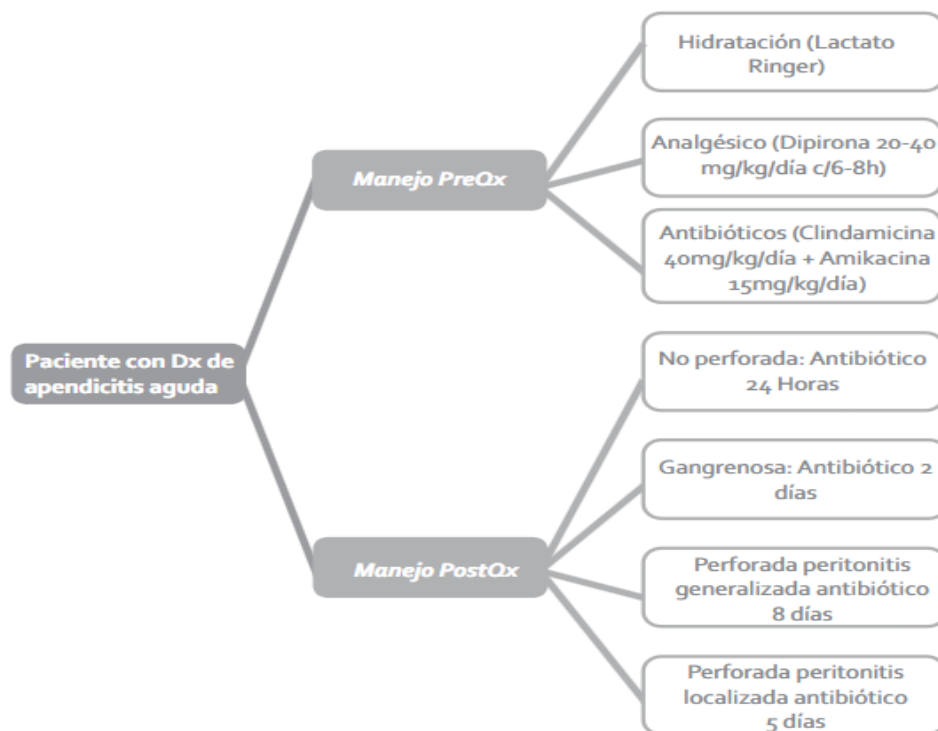 Hidratación (Lactato
Ringer)
Analgésico (Dipirona 20-40
mg/kg/día c/6-8h)
Manejo PreQx
Antibióticos (Clindamicina
40mg/kg/día + Amikacina
15mg/kg/día)
Paciente con Dx de
apendicitis aguda
No perforada: Antibiótico
24 Horas
Gangrenosa: Antibiótico 2
días
Manejo PostQx
Perforada peritonitis
generalizada antibiótico
8 días
Perforada peritonitis
localizada antibiótico
5 días